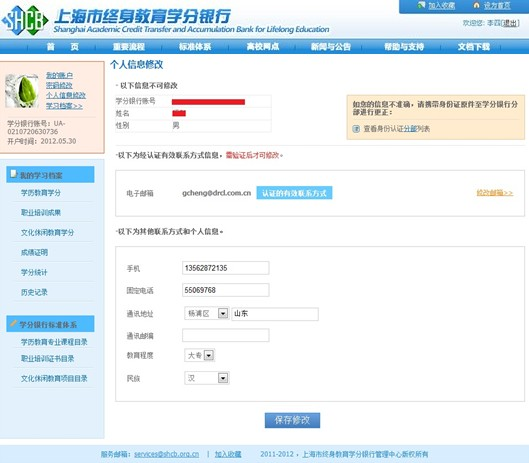 加入收藏 设为首页
SHCB 上海市终身教育学分银行
Shanghai Academic Credit Transfer and Accumulation Bank for Lifelong Education
欢迎您: 李四[退出]
首 页 重要流程 标准体系 高校网点 新闻与公告 帮助与支持 文档下载
我的账户
密码修改
个人信息修改
学习档案>>
学分银行账号: UA-
0210720630736
开户时间: 2012.05.30
我的学习档案
学历教育学分
职业培训成果
文化休闲教育学分
成绩证明
学分统计
历史记录
学分银行标准体系
学历教育专业课程目录
职业培训证书目录
文化休闲教育项目目录
个人信息修改
· 以下信息不可修改
学分银行账号
姓名
性别 男
如您的信息不准确，请携带身份证原件至学分银行分
部进行更正：
查看身份认证分部列表
·以下为经认证有效联系方式信息，需验证后才可修改。
电子邮箱 gcheng@drcl.com.cn 认证的有效联系方式 修改邮箱>>
·以下为其他联系方式和个人信息。
手机 13562872135
固定电话 55069768
通讯地址 杨浦区 山东
通讯邮编
教育程度 大专
民族 汉
保存修改
服务邮箱: services@shcb.org.cn | 加入收藏 2011-2012 , 上海市终身教育学分银行管理中心版权所有